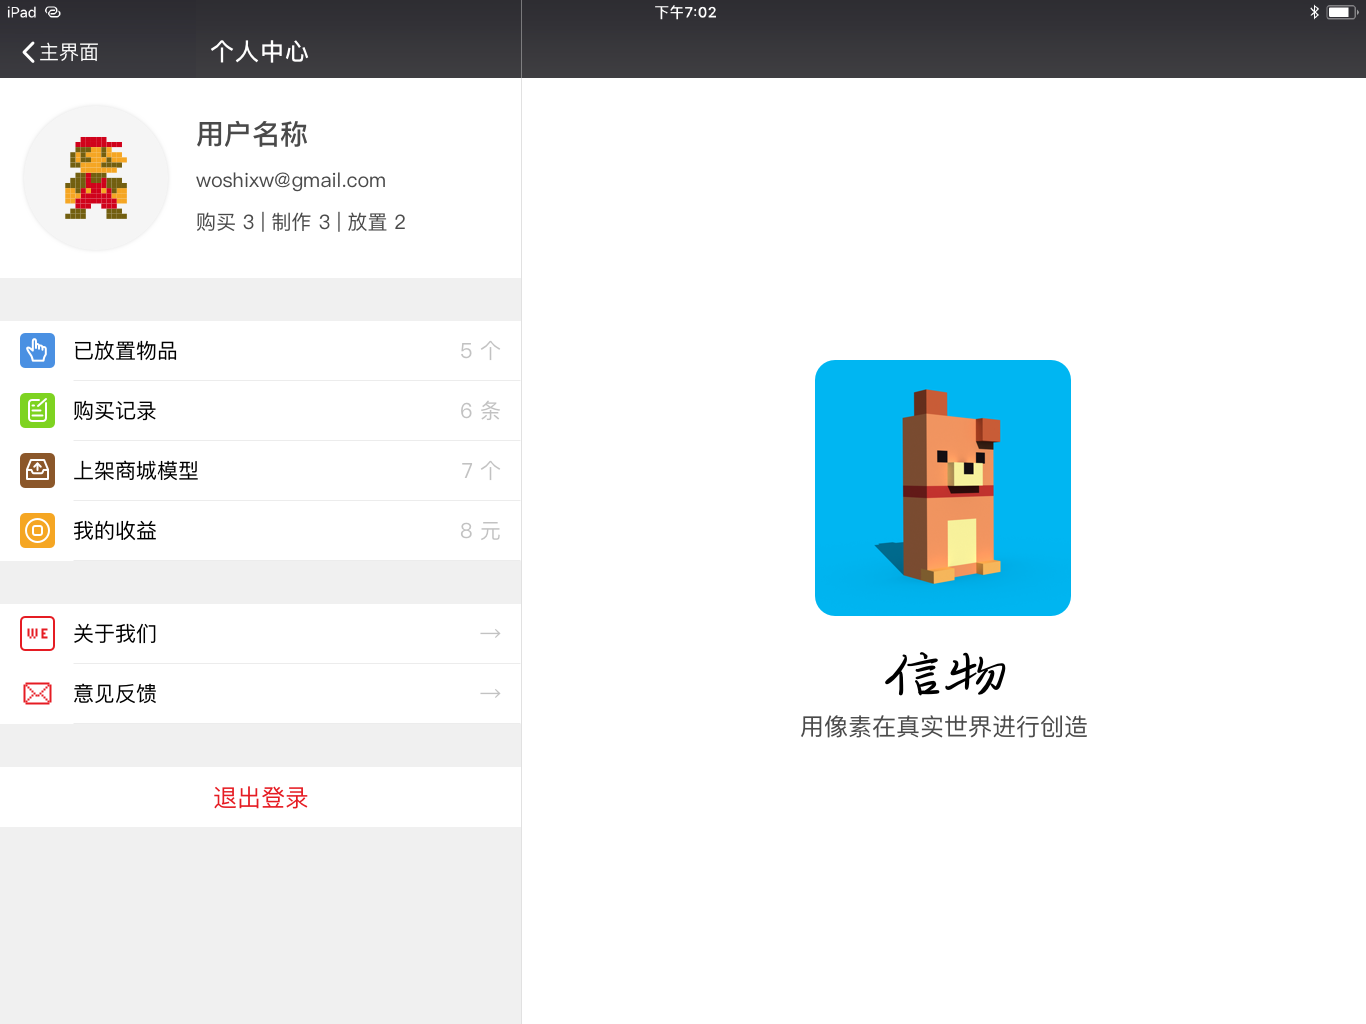 iPad
下午7:02
主界面
个人中心
用户名称
woshixw@gmail.com
购买 3 | 制作 3 | 放置 2
已放置物品 5 个
购买记录 6 条
上架商城模型 7 个
我的收益 8 元
WE 关于我们
意见反馈
退出登录
信物
用像素在真实世界进行创造